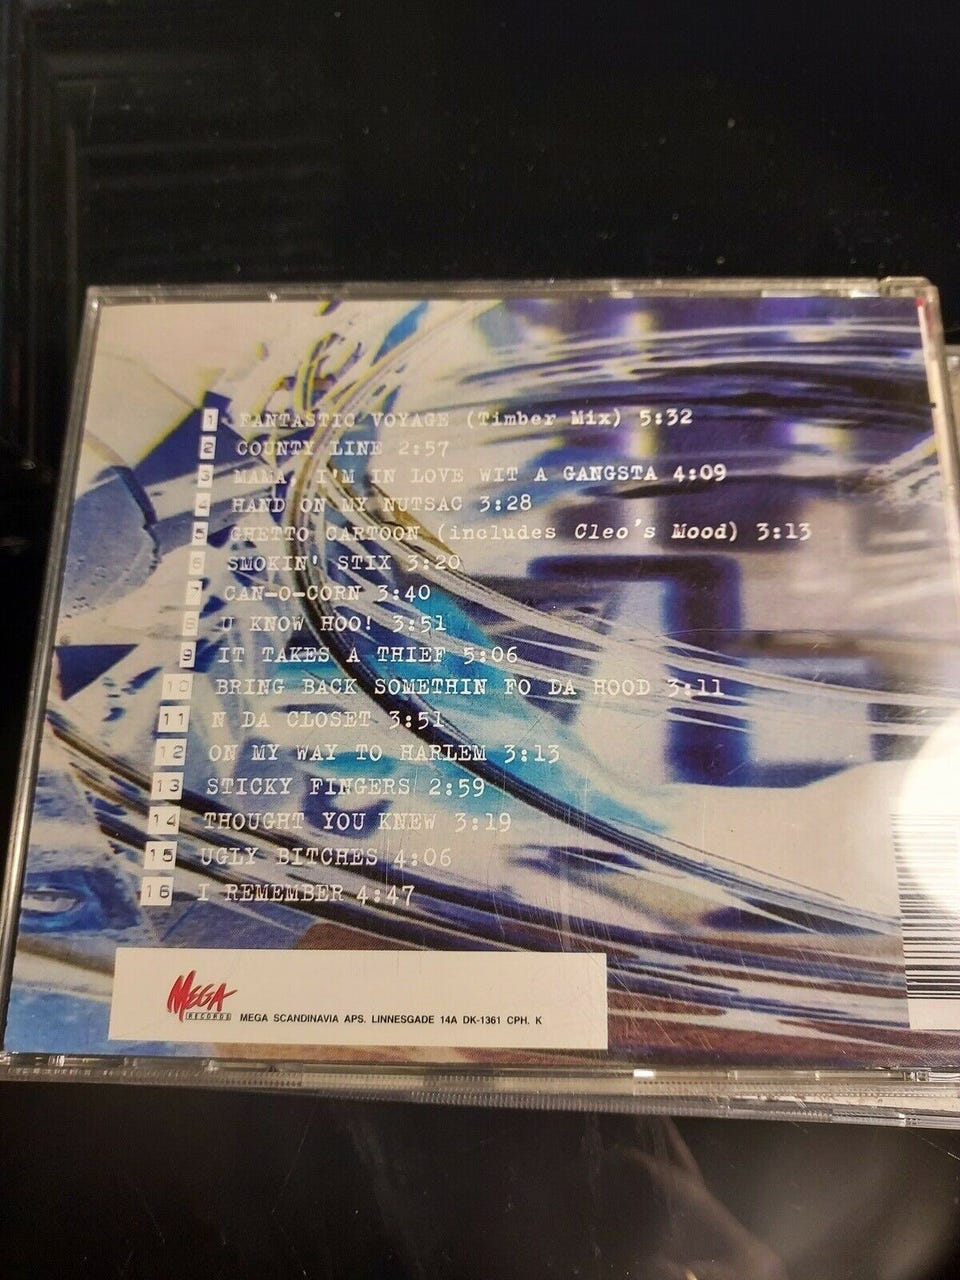 1 FANTASTIC VOYAGE (Timber Mix) 5:32
2 COUNTY LINE 2:57
3 MAMA, I'M IN LOVE WIT A GANGSTA 4:09
4 HAND ON MY NUTSAC 3:28
5 GHETTO CARTOON (includes Cleo's Mood) 3:13
6 SMOKIN' STIX 3:20
7 CAN-O-CORN 3:40
8 U KNOW HOO! 3:51
9 IT TAKES A THIEF 5:06
10 BRING BACK SOMETHIN FO DA HOOD 3:11
11 N DA CLOSET 3:51
12 ON MY WAY TO HARLEM 3:13
13 STICKY FINGERS 2:59
14 THOUGHT YOU KNEW 3:19
15 UGLY BITCHES 4:06
16 I REMEMBER 4:47
MEGA
RECORDS MEGA SCANDINAVIA APS. LINNESGADE 14A DK-1361 CPH. K